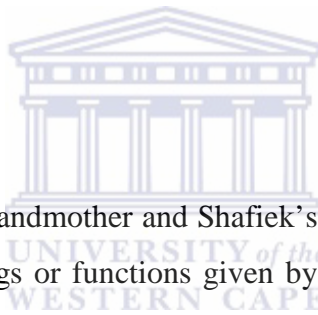 andmother and Shafiek's
UNIVERSITY of the
gs or functions given by
WESTERN CAPE